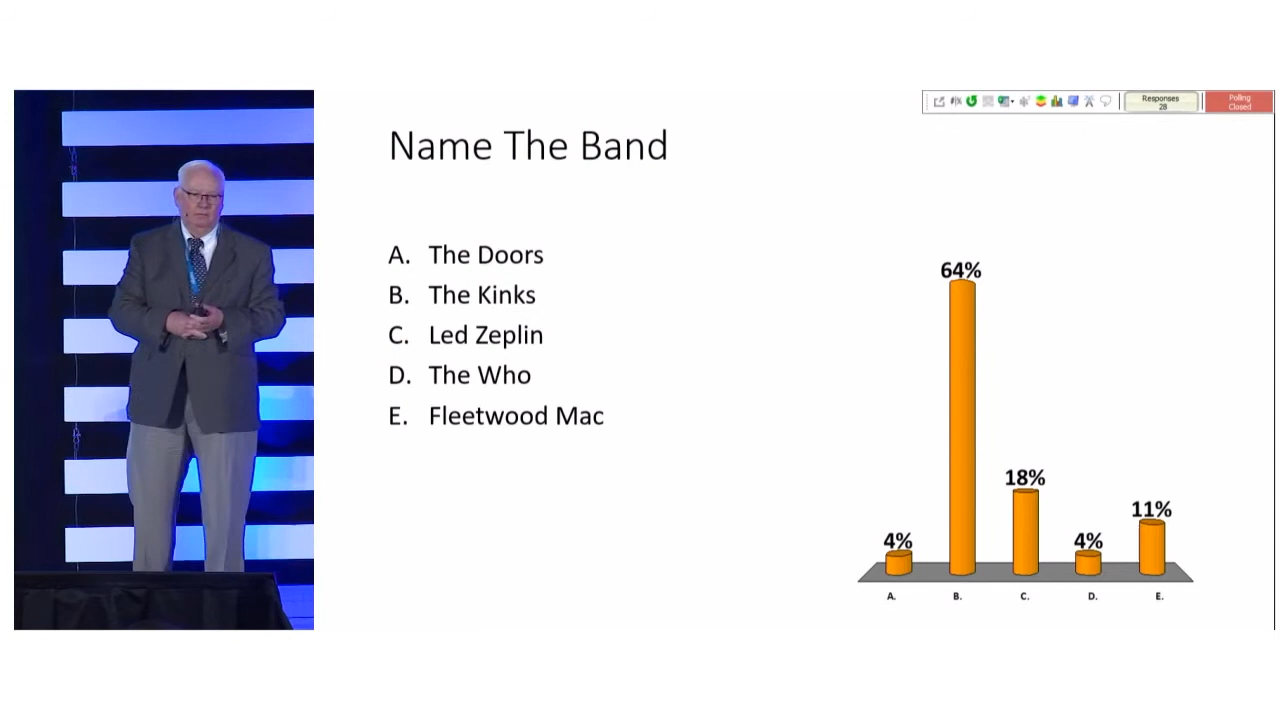 Responses
28
Polling
Closed
Name The Band
A. The Doors
B. The Kinks
C. Led Zeplin
D. The Who
E. Fleetwood Mac
64%
18%
11%
4%
4%
A.
B.
C.
D.
E.